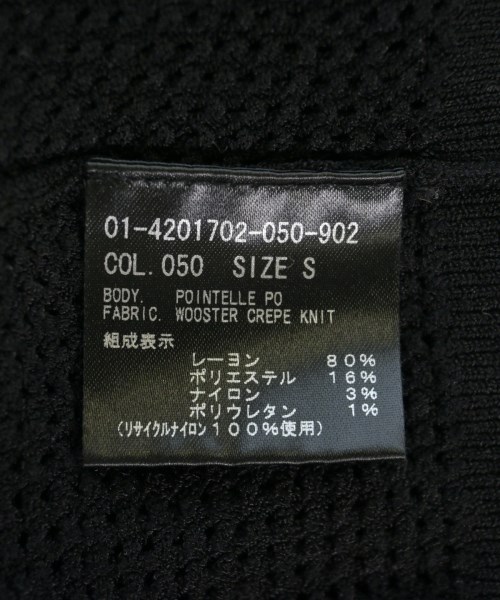 01-4201702-050-902
COL.050 SIZE S
BODY. POINTELLE PO
FABRIC. WOOSTER CREPE KNIT
組成表示
レーヨン 80%
ポリエステル 16%
ナイロン 3%
ポリウレタン 1%
(リサイクルナイロン100%使用)